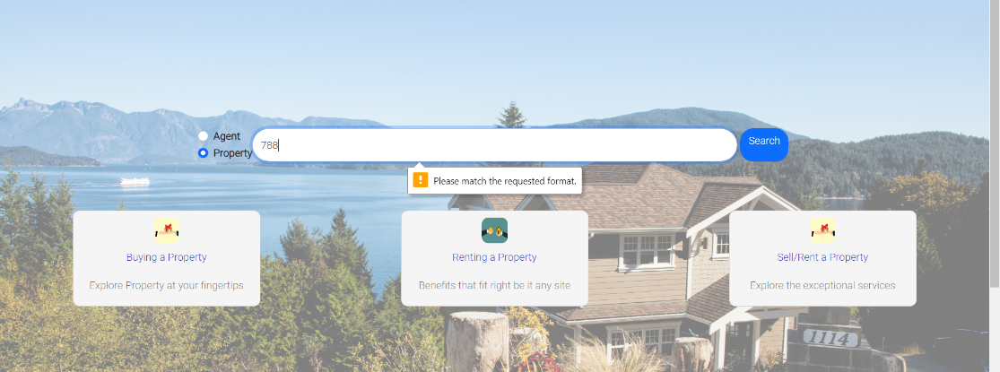 Agent
Property
788
Search
Please match the requested format.
Buying a Property
Explore Property at your fingertips
Renting a Property
Benefits that fit right be it any site
Sell/Rent a Property
Explore the exceptional services
1114